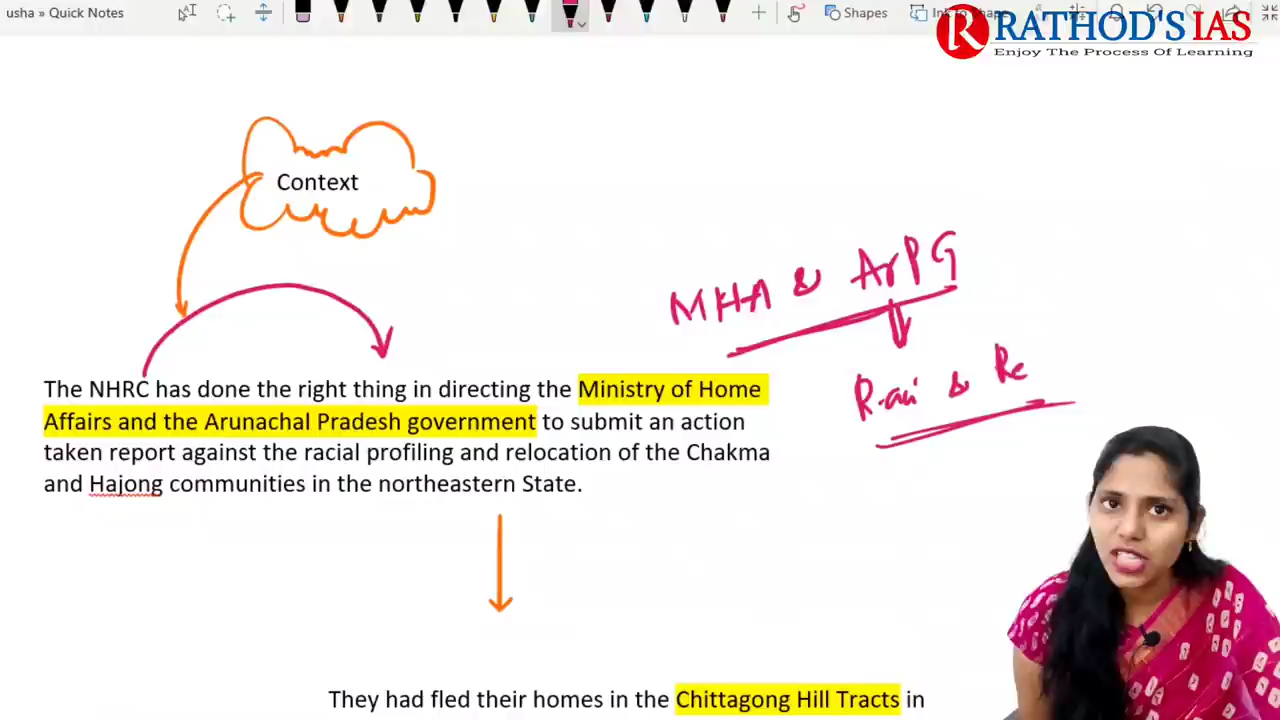 usha » Quick Notes
Shapes
RATHOD'S IAS
Enjoy The Process Of Learning
Context
MHA & ArPG
& Re
The NHRC has done the right thing in directing the Ministry of Home
Affairs and the Arunachal Pradesh government to submit an action
taken report against the racial profiling and relocation of the Chakma
and Hajong communities in the northeastern State.
They had fled their homes in the Chittagong Hill Tracts in